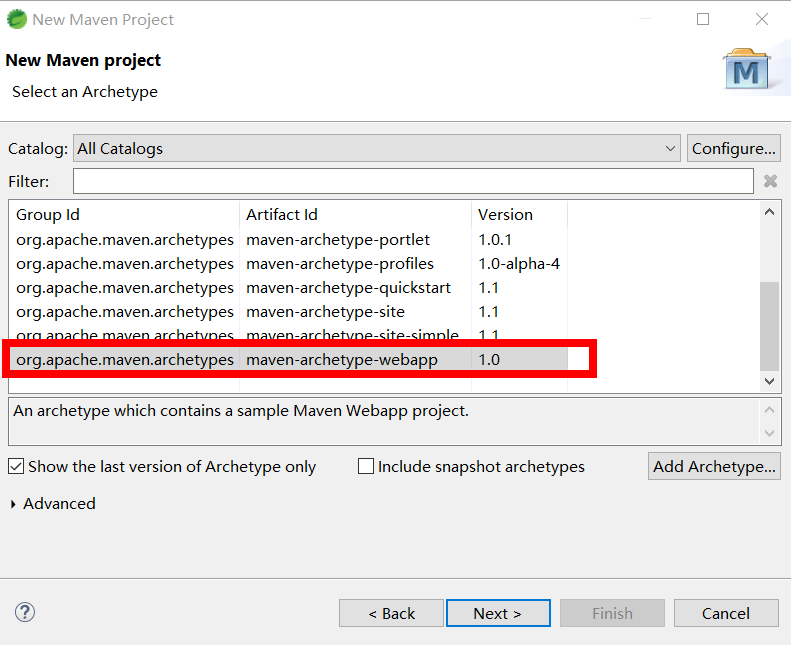 New Maven Project
New Maven project
Select an Archetype
M
Catalog: All Catalogs Configure...
Filter:
Group Id Artifact Id Version
org.apache.maven.archetypes maven-archetype-portlet 1.0.1
org.apache.maven.archetypes maven-archetype-profiles 1.0-alpha-4
org.apache.maven.archetypes maven-archetype-quickstart 1.1
org.apache.maven.archetypes maven-archetype-site 1.1
org.apache.maven.archetypes maven-archetype-site-simple 1.1
org.apache.maven.archetypes maven-archetype-webapp 1.0
An archetype which contains a sample Maven Webapp project.
Show the last version of Archetype only Include snapshot archetypes Add Archetype...
Advanced
? < Back Next > Finish Cancel